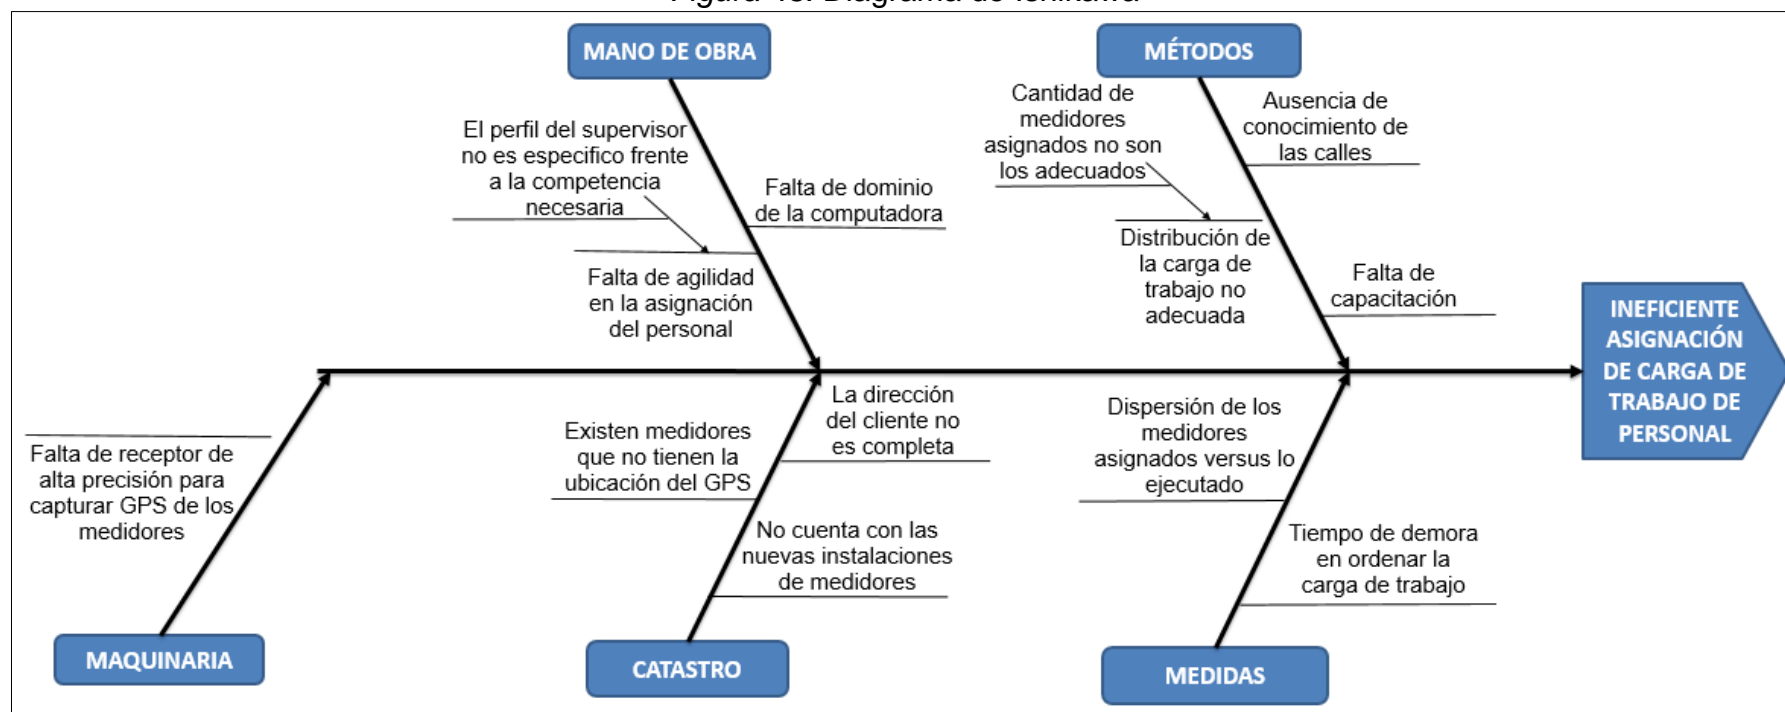 MANO DE OBRA
MÉTODOS
El perfil del supervisor
no es especifico frente
a la competencia
necesaria
Falta de dominio
de la computadora
Falta de agilidad
en la asignación
del personal
Cantidad de
medidores
asignados no son
los adecuados
Ausencia de
conocimiento de
las calles
Distribución de
la carga de
trabajo no
adecuada
Falta de
capacitación
INEFICIENTE
ASIGNACIÓN
DE CARGA DE
TRABAJO DE
PERSONAL
Falta de receptor de
alta precisión para
capturar GPS de los
medidores
Existen medidores
que no tienen la
ubicación del GPS
La dirección
del cliente no
es completa
No cuenta con las
nuevas instalaciones
de medidores
Dispersión de los
medidores
asignados versus lo
ejecutado
Tiempo de demora
en ordenar la
carga de trabajo
MAQUINARIA
CATASTRO
MEDIDAS